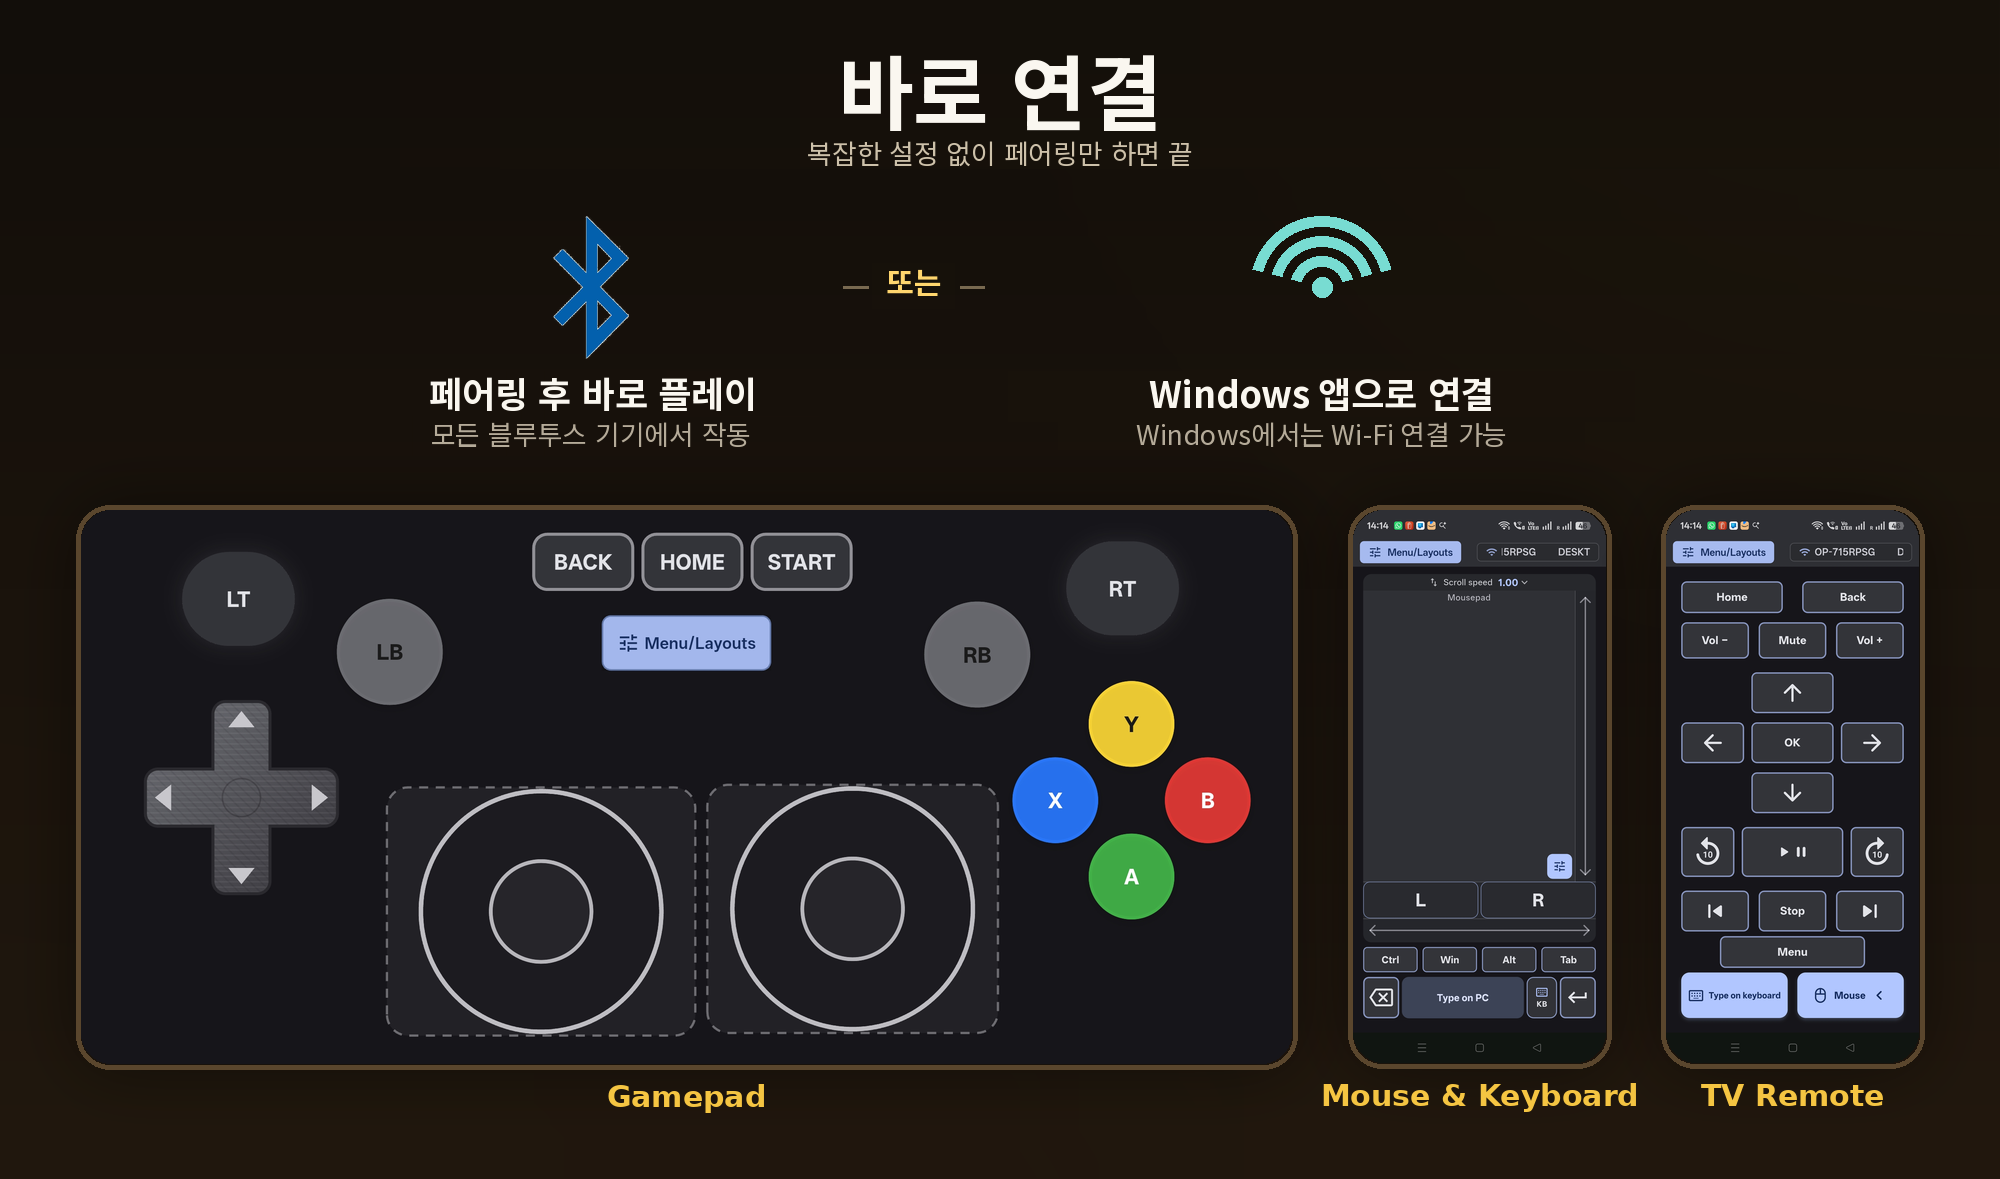 바로 연결
복잡한 설정 없이 페어링만 하면 끝
또는
페어링 후 바로 플레이
모든 블루투스 기기에서 작동
Windows 앱으로 연결
Windows에서는 Wi-Fi 연결 가능
LT
LB
BACK
HOME
START
Menu/Layouts
RT
RB
Y
X
B
A
Gamepad
14:14
Menu/Layouts
I5RPSG DESKT
Scroll speed 1.00
Mousepad
L R
Ctrl Win Alt Tab
Type on PC
KB
Mouse & Keyboard
14:14
Menu/Layouts
OP-715RPSG D
Home Back
Vol − Mute Vol +
OK
10 10
Stop
Menu
Type on keyboard
Mouse
TV Remote